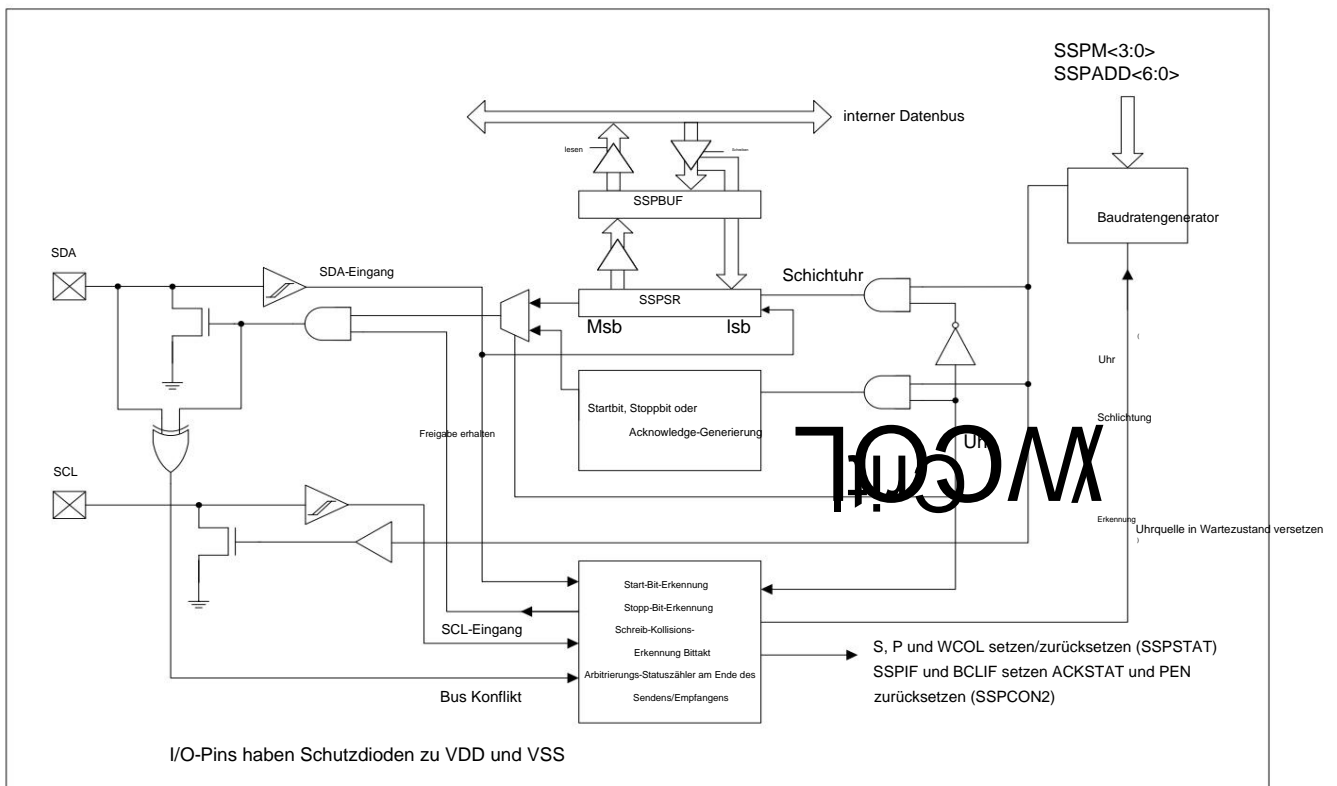 SSPM<3:0>
SSPADD<6:0>
interner Datenbus
lesen
Schreiben
SSPBUF
Baudratengenerator
SDA
SDA-Eingang
Schichtuhr
SSPSR
Msb
lsb
(
Uhr
Startbit, Stoppbit oder
Acknowledge-Generierung
Schlichtung
Freigabe erhalten
WCOL
SCL
Erkennung
Uhrquelle in Wartezustand versetzen
)
Start-Bit-Erkennung
Stopp-Bit-Erkennung
SCL-Eingang
Schreib-Kollisions-
Erkennung Bittakt
S, P und WCOL setzen/zurücksetzen (SSPSTAT)
SSPIF und BCLIF setzen ACKSTAT und PEN
zurücksetzen (SSPCON2)
Arbitrierungs-Statuszähler am Ende des
Sendens/Empfangens
Bus Konflikt
I/O-Pins haben Schutzdioden zu VDD und VSS